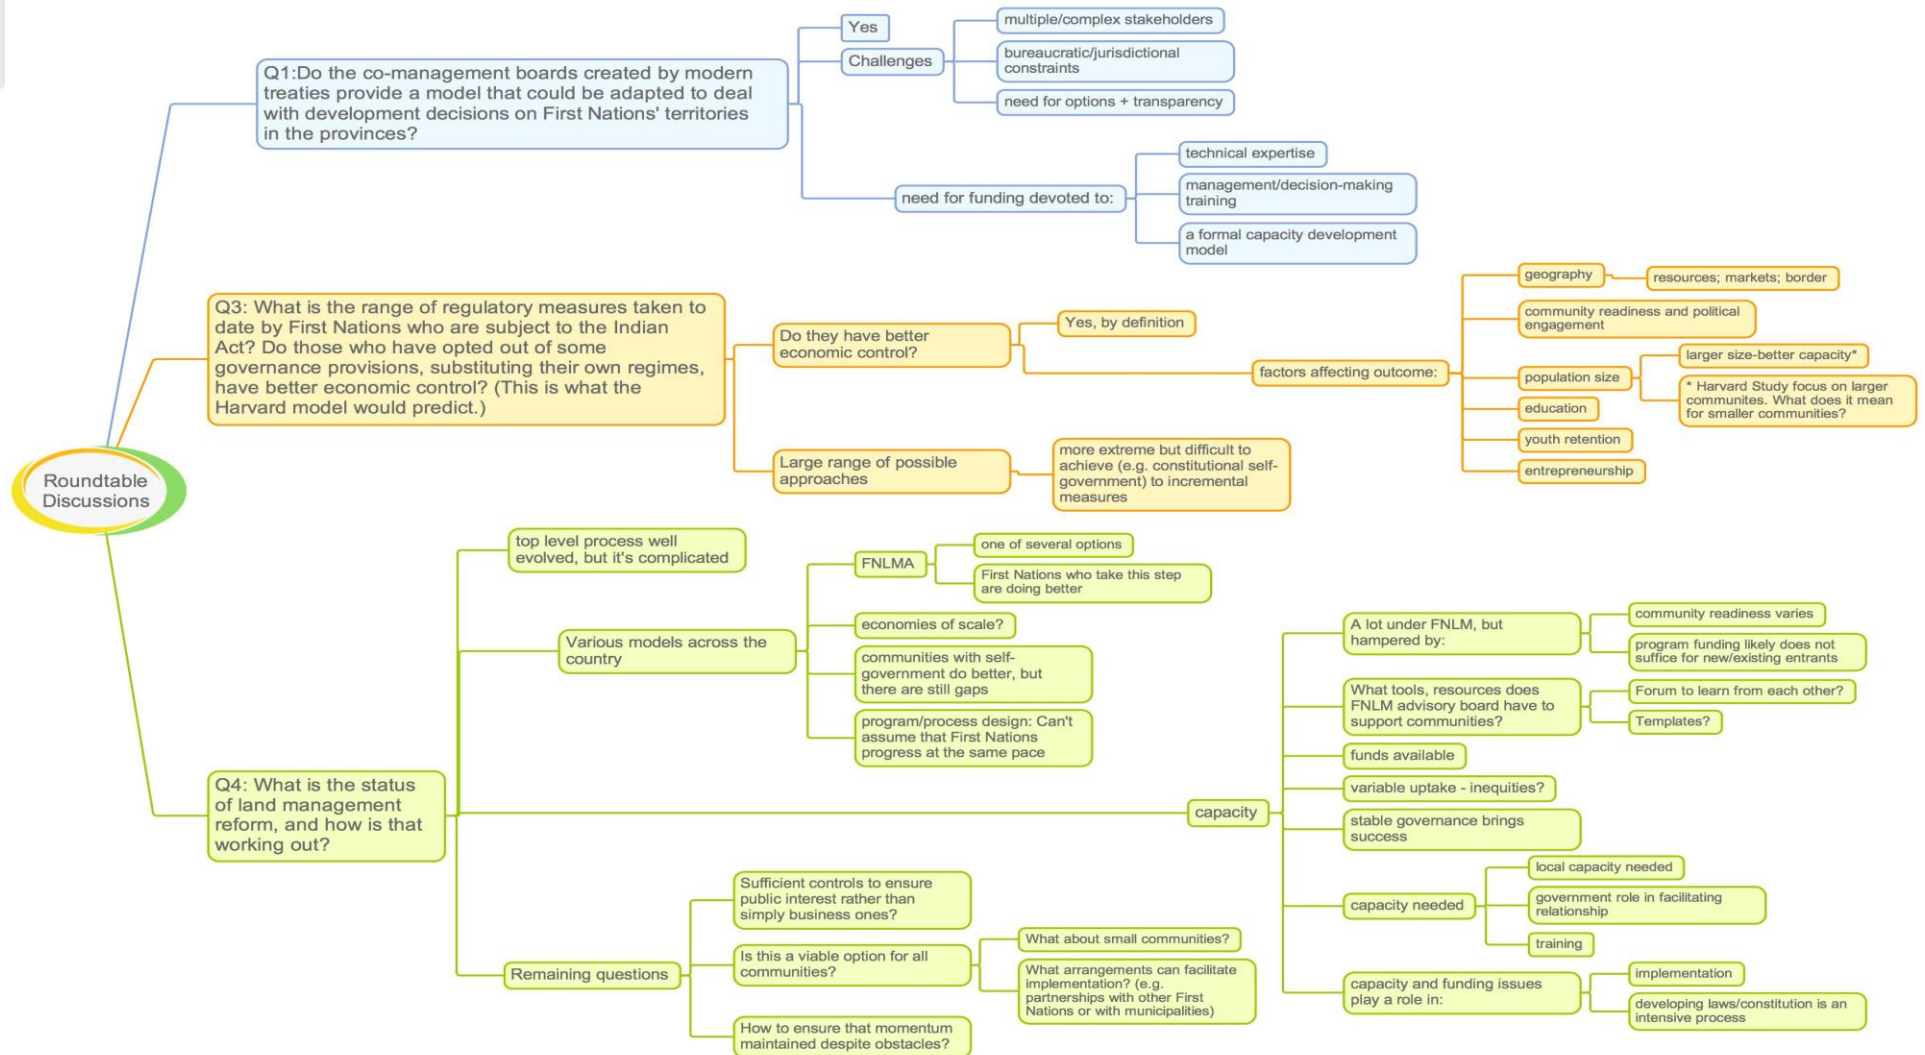 Roundtable
Discussions
Q1:Do the co-management boards created by modern
treaties provide a model that could be adapted to deal
with development decisions on First Nations' territories
in the provinces?
Yes
Challenges
multiple/complex stakeholders
bureaucratic/jurisdictional
constraints
need for options + transparency
need for funding devoted to:
technical expertise
management/decision-making
training
a formal capacity development
model
Q3: What is the range of regulatory measures taken to
date by First Nations who are subject to the Indian
Act? Do those who have opted out of some
governance provisions, substituting their own regimes,
have better economic control? (This is what the
Harvard model would predict.)
Do they have better
economic control?
Yes, by definition
factors affecting outcome:
geography
resources; markets; border
community readiness and political
engagement
population size
larger size-better capacity*
* Harvard Study focus on larger
communites. What does it mean
for smaller communities?
education
youth retention
entrepreneurship
Large range of possible
approaches
more extreme but difficult to
achieve (e.g. constitutional self-
government) to incremental
measures
Q4: What is the status
of land management
reform, and how is that
working out?
top level process well
evolved, but it's complicated
Various models across the
country
FNLMA
one of several options
First Nations who take this step
are doing better
economies of scale?
communities with self-
government do better, but
there are still gaps
program/process design: Can't
assume that First Nations
progress at the same pace
capacity
A lot under FNLM, but
hampered by:
community readiness varies
program funding likely does not
suffice for new/existing entrants
What tools, resources does
FNLM advisory board have to
support communities?
Forum to learn from each other?
Templates?
funds available
variable uptake - inequities?
stable governance brings
success
capacity needed
local capacity needed
government role in facilitating
relationship
training
capacity and funding issues
play a role in:
implementation
developing laws/constitution is an
intensive process
Remaining questions
Sufficient controls to ensure
public interest rather than
simply business ones?
Is this a viable option for all
communities?
What about small communities?
What arrangements can facilitate
implementation? (e.g.
partnerships with other First
Nations or with municipalities)
How to ensure that momentum
maintained despite obstacles?